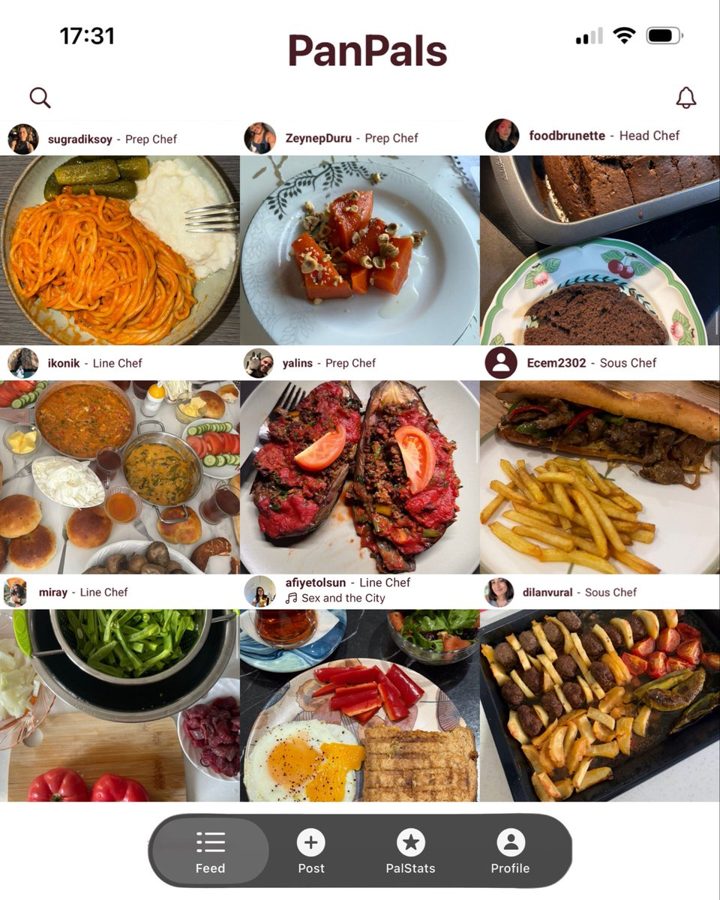 17:31
PanPals
sugradiksoy - Prep Chef
ZeynepDuru - Prep Chef
foodbrunette - Head Chef
ikonik - Line Chef
yalins - Prep Chef
Ecem2302 - Sous Chef
miray - Line Chef
afiyetolsun - Line Chef
Sex and the City
dilanvural - Sous Chef
Feed
Post
PalStats
Profile